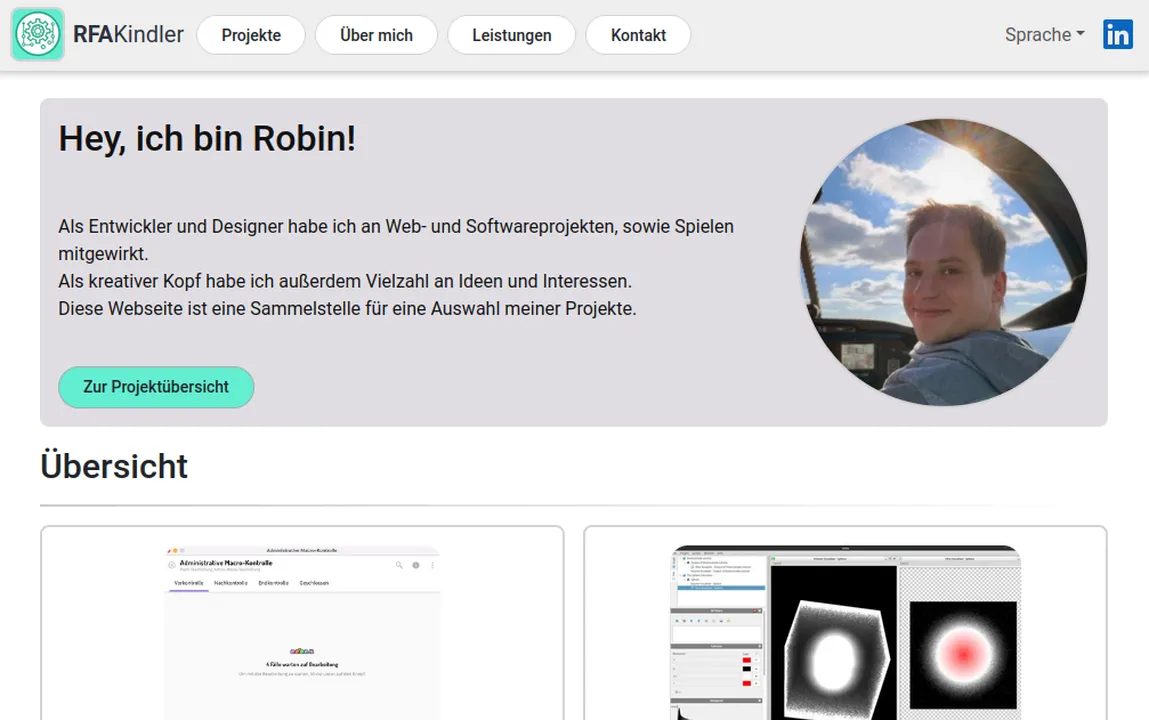 RFAKindler
Projekte
Über mich
Leistungen
Kontakt
Sprache
Hey, ich bin Robin!
Als Entwickler und Designer habe ich an Web- und Softwareprojekten, sowie Spielen
mitgewirkt.
Als kreativer Kopf habe ich außerdem Vielzahl an Ideen und Interessen.
Diese Webseite ist eine Sammelstelle für eine Auswahl meiner Projekte.
Zur Projektübersicht
Übersicht
Administrative Macro-Kontrolle
Administrative Macro-Kontrolle
Vorkontrolle
Nachkontrolle
Endkontrolle
Geschlossen
4 Fälle warten auf Bearbeitung